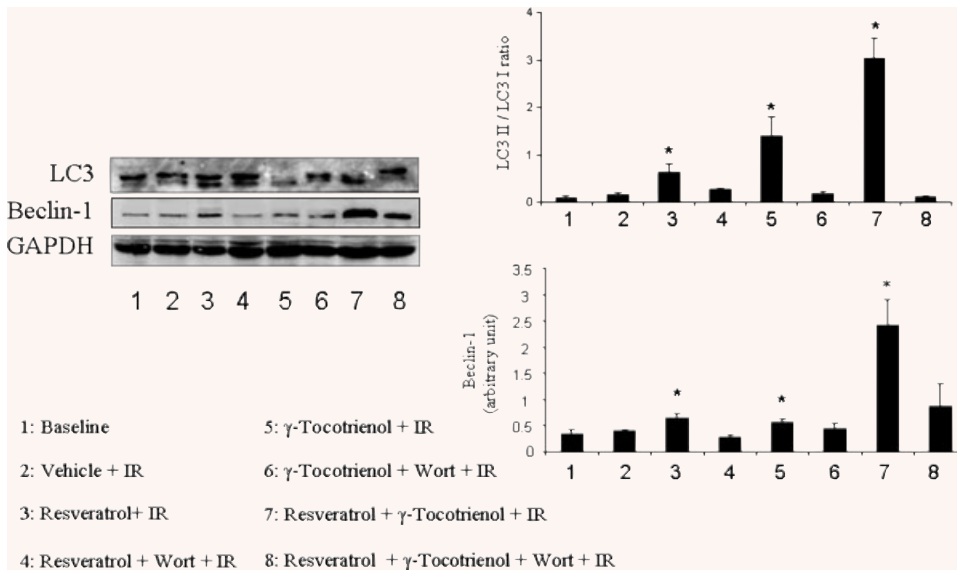 LC3
Beclin-1
GAPDH
1 2 3 4 5 6 7 8
LC3 II / LC3 I ratio
4
3
2
1
0
*
*
*
1 2 3 4 5 6 7 8
Beclin-1
(arbitrary unit)
3.5
3
2.5
2
1.5
1
0.5
0
*
*
*
1 2 3 4 5 6 7 8
1: Baseline
2: Vehicle + IR
3: Resveratrol+ IR
4: Resveratrol + Wort + IR
5: γ-Tocotrienol + IR
6: γ-Tocotrienol + Wort + IR
7: Resveratrol + γ-Tocotrienol + IR
8: Resveratrol + γ-Tocotrienol + Wort + IR